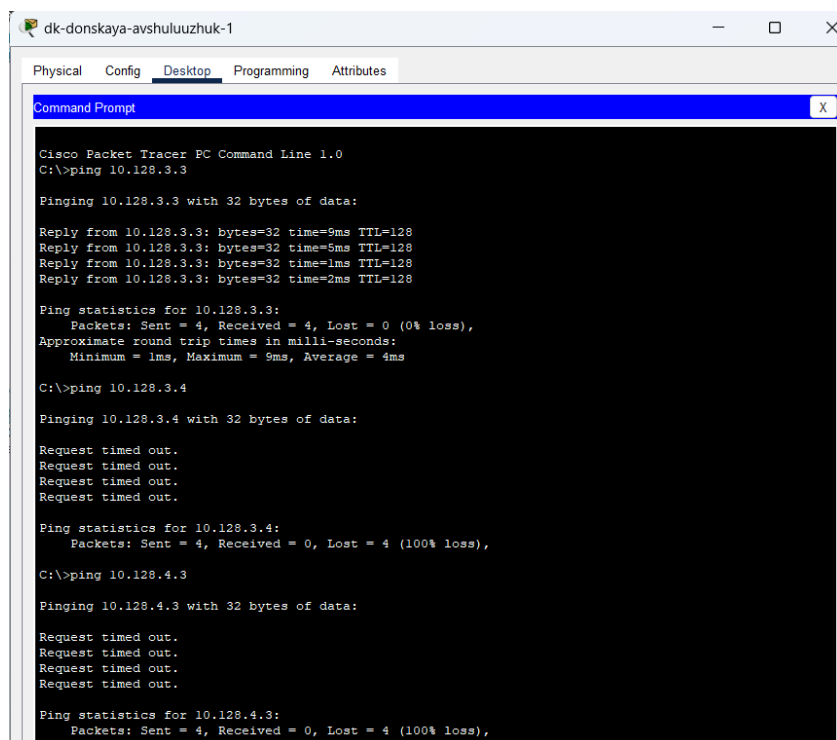 dk-donskaya-avshuluuzhuk-1
Physical Config Desktop Programming Attributes
Command Prompt X
Cisco Packet Tracer PC Command Line 1.0
C:\>ping 10.128.3.3
Pinging 10.128.3.3 with 32 bytes of data:
Reply from 10.128.3.3: bytes=32 time=9ms TTL=128
Reply from 10.128.3.3: bytes=32 time=5ms TTL=128
Reply from 10.128.3.3: bytes=32 time=1ms TTL=128
Reply from 10.128.3.3: bytes=32 time=2ms TTL=128
Ping statistics for 10.128.3.3:
    Packets: Sent = 4, Received = 4, Lost = 0 (0% loss),
Approximate round trip times in milli-seconds:
    Minimum = 1ms, Maximum = 9ms, Average = 4ms
C:\>ping 10.128.3.4
Pinging 10.128.3.4 with 32 bytes of data:
Request timed out.
Request timed out.
Request timed out.
Request timed out.
Ping statistics for 10.128.3.4:
    Packets: Sent = 4, Received = 0, Lost = 4 (100% loss),
C:\>ping 10.128.4.3
Pinging 10.128.4.3 with 32 bytes of data:
Request timed out.
Request timed out.
Request timed out.
Request timed out.
Ping statistics for 10.128.4.3:
    Packets: Sent = 4, Received = 0, Lost = 4 (100% loss),